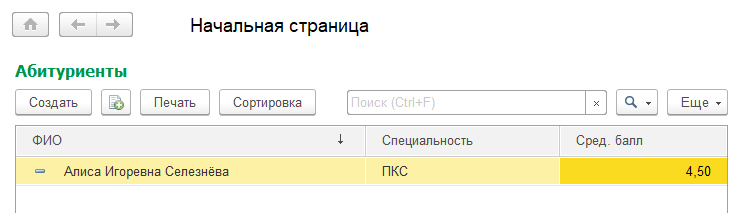 Начальная страница
Абитуриенты
Создать Печать Сортировка Поиск (Ctrl+F) × Еще
ФИО ↓ Специальность Сред. балл
Алиса Игоревна Селезнёва ПКС 4,50